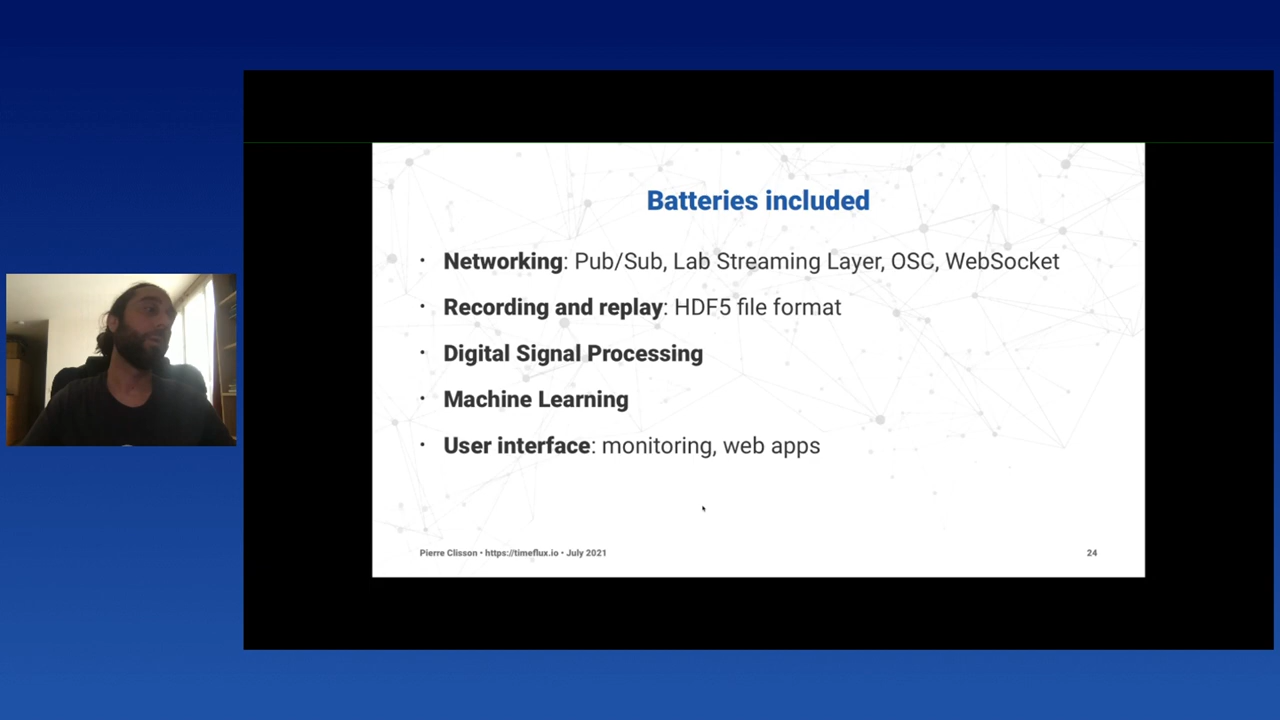 Batteries included
• Networking: Pub/Sub, Lab Streaming Layer, OSC, WebSocket
• Recording and replay: HDF5 file format
• Digital Signal Processing
• Machine Learning
• User interface: monitoring, web apps
Pierre Clisson • https://timeflux.io • July 2021
24